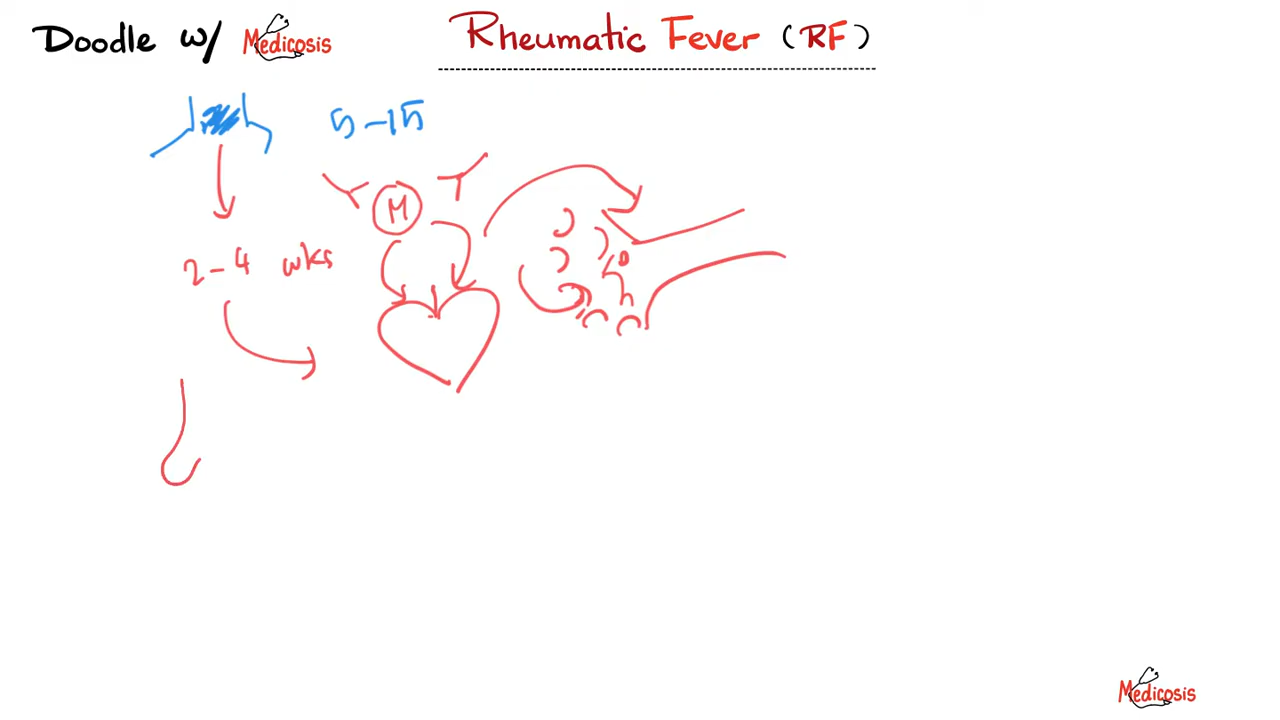 Doodle w/ Medicosis
Rheumatic Fever (RF)
5-15
M
2-4 wks
Medicosis